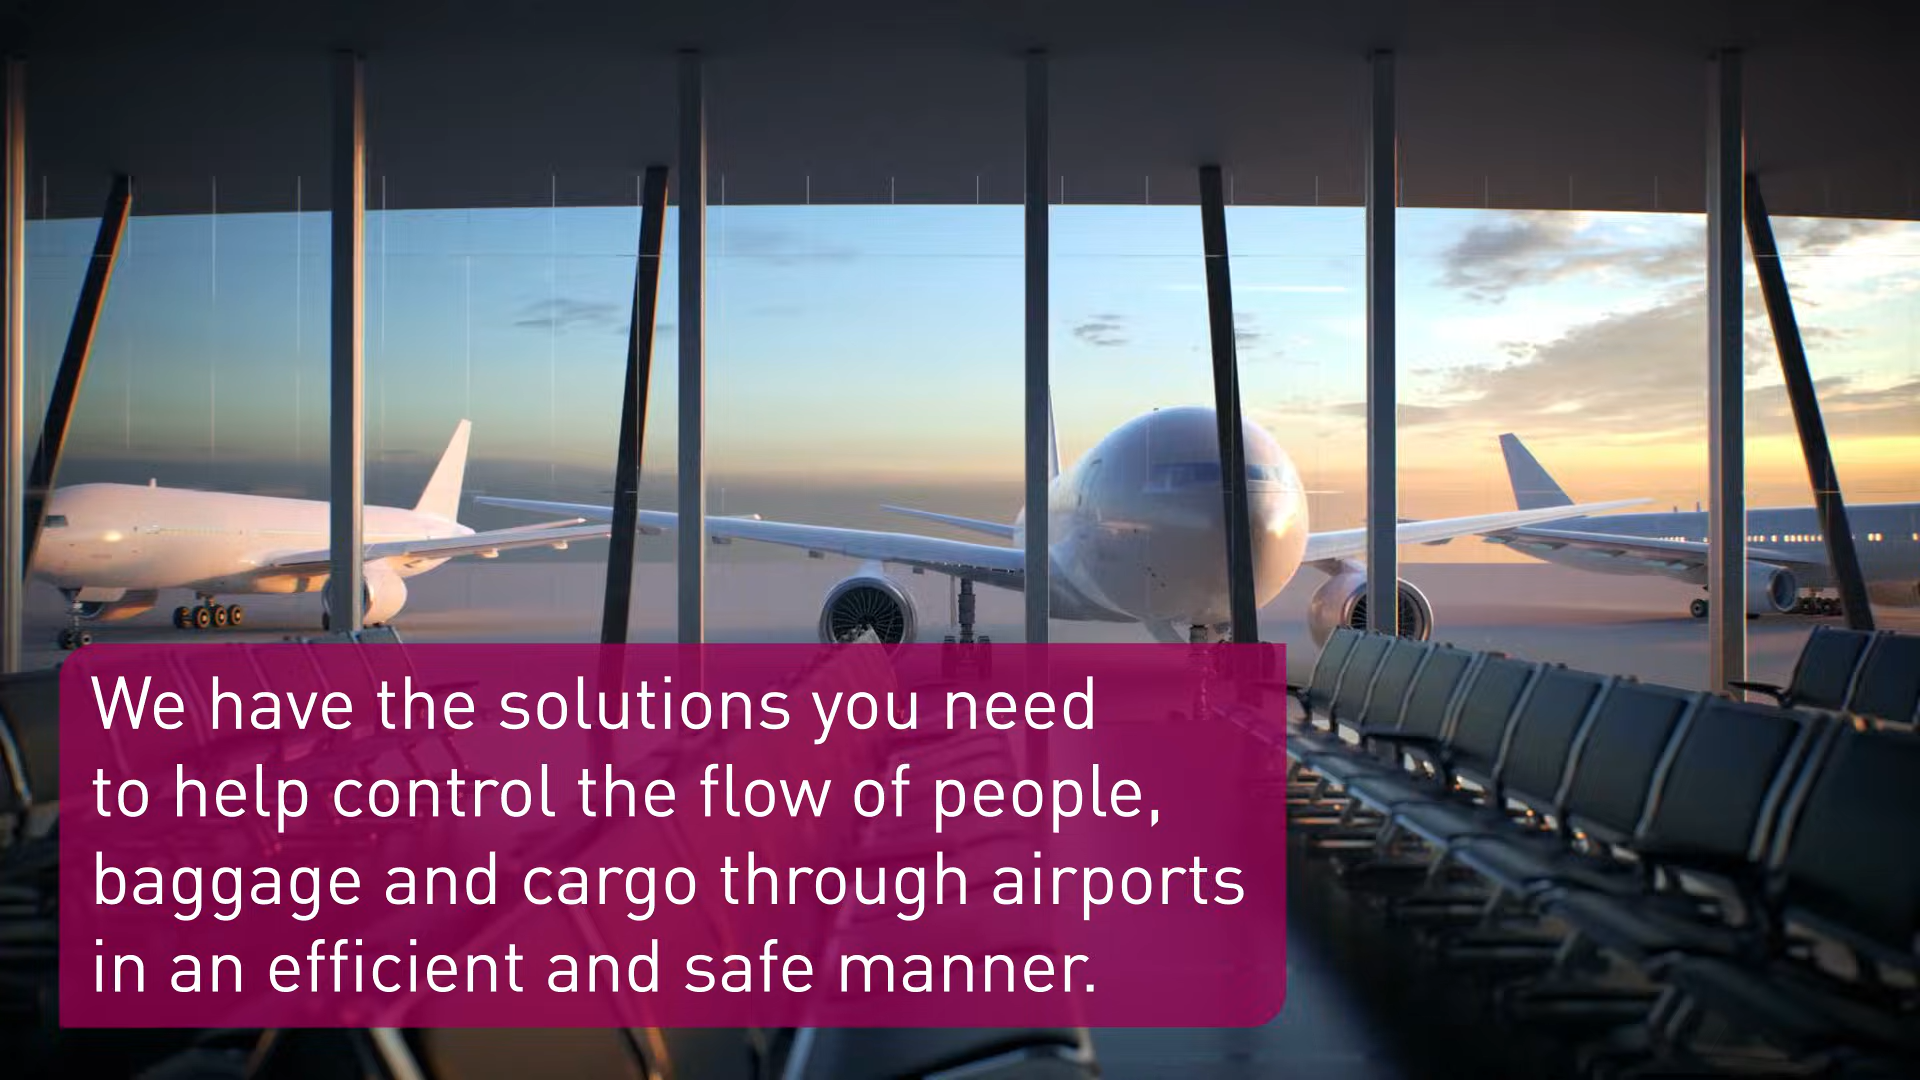 We have the solutions you need
to help control the flow of people,
baggage and cargo through airports
in an efficient and safe manner.